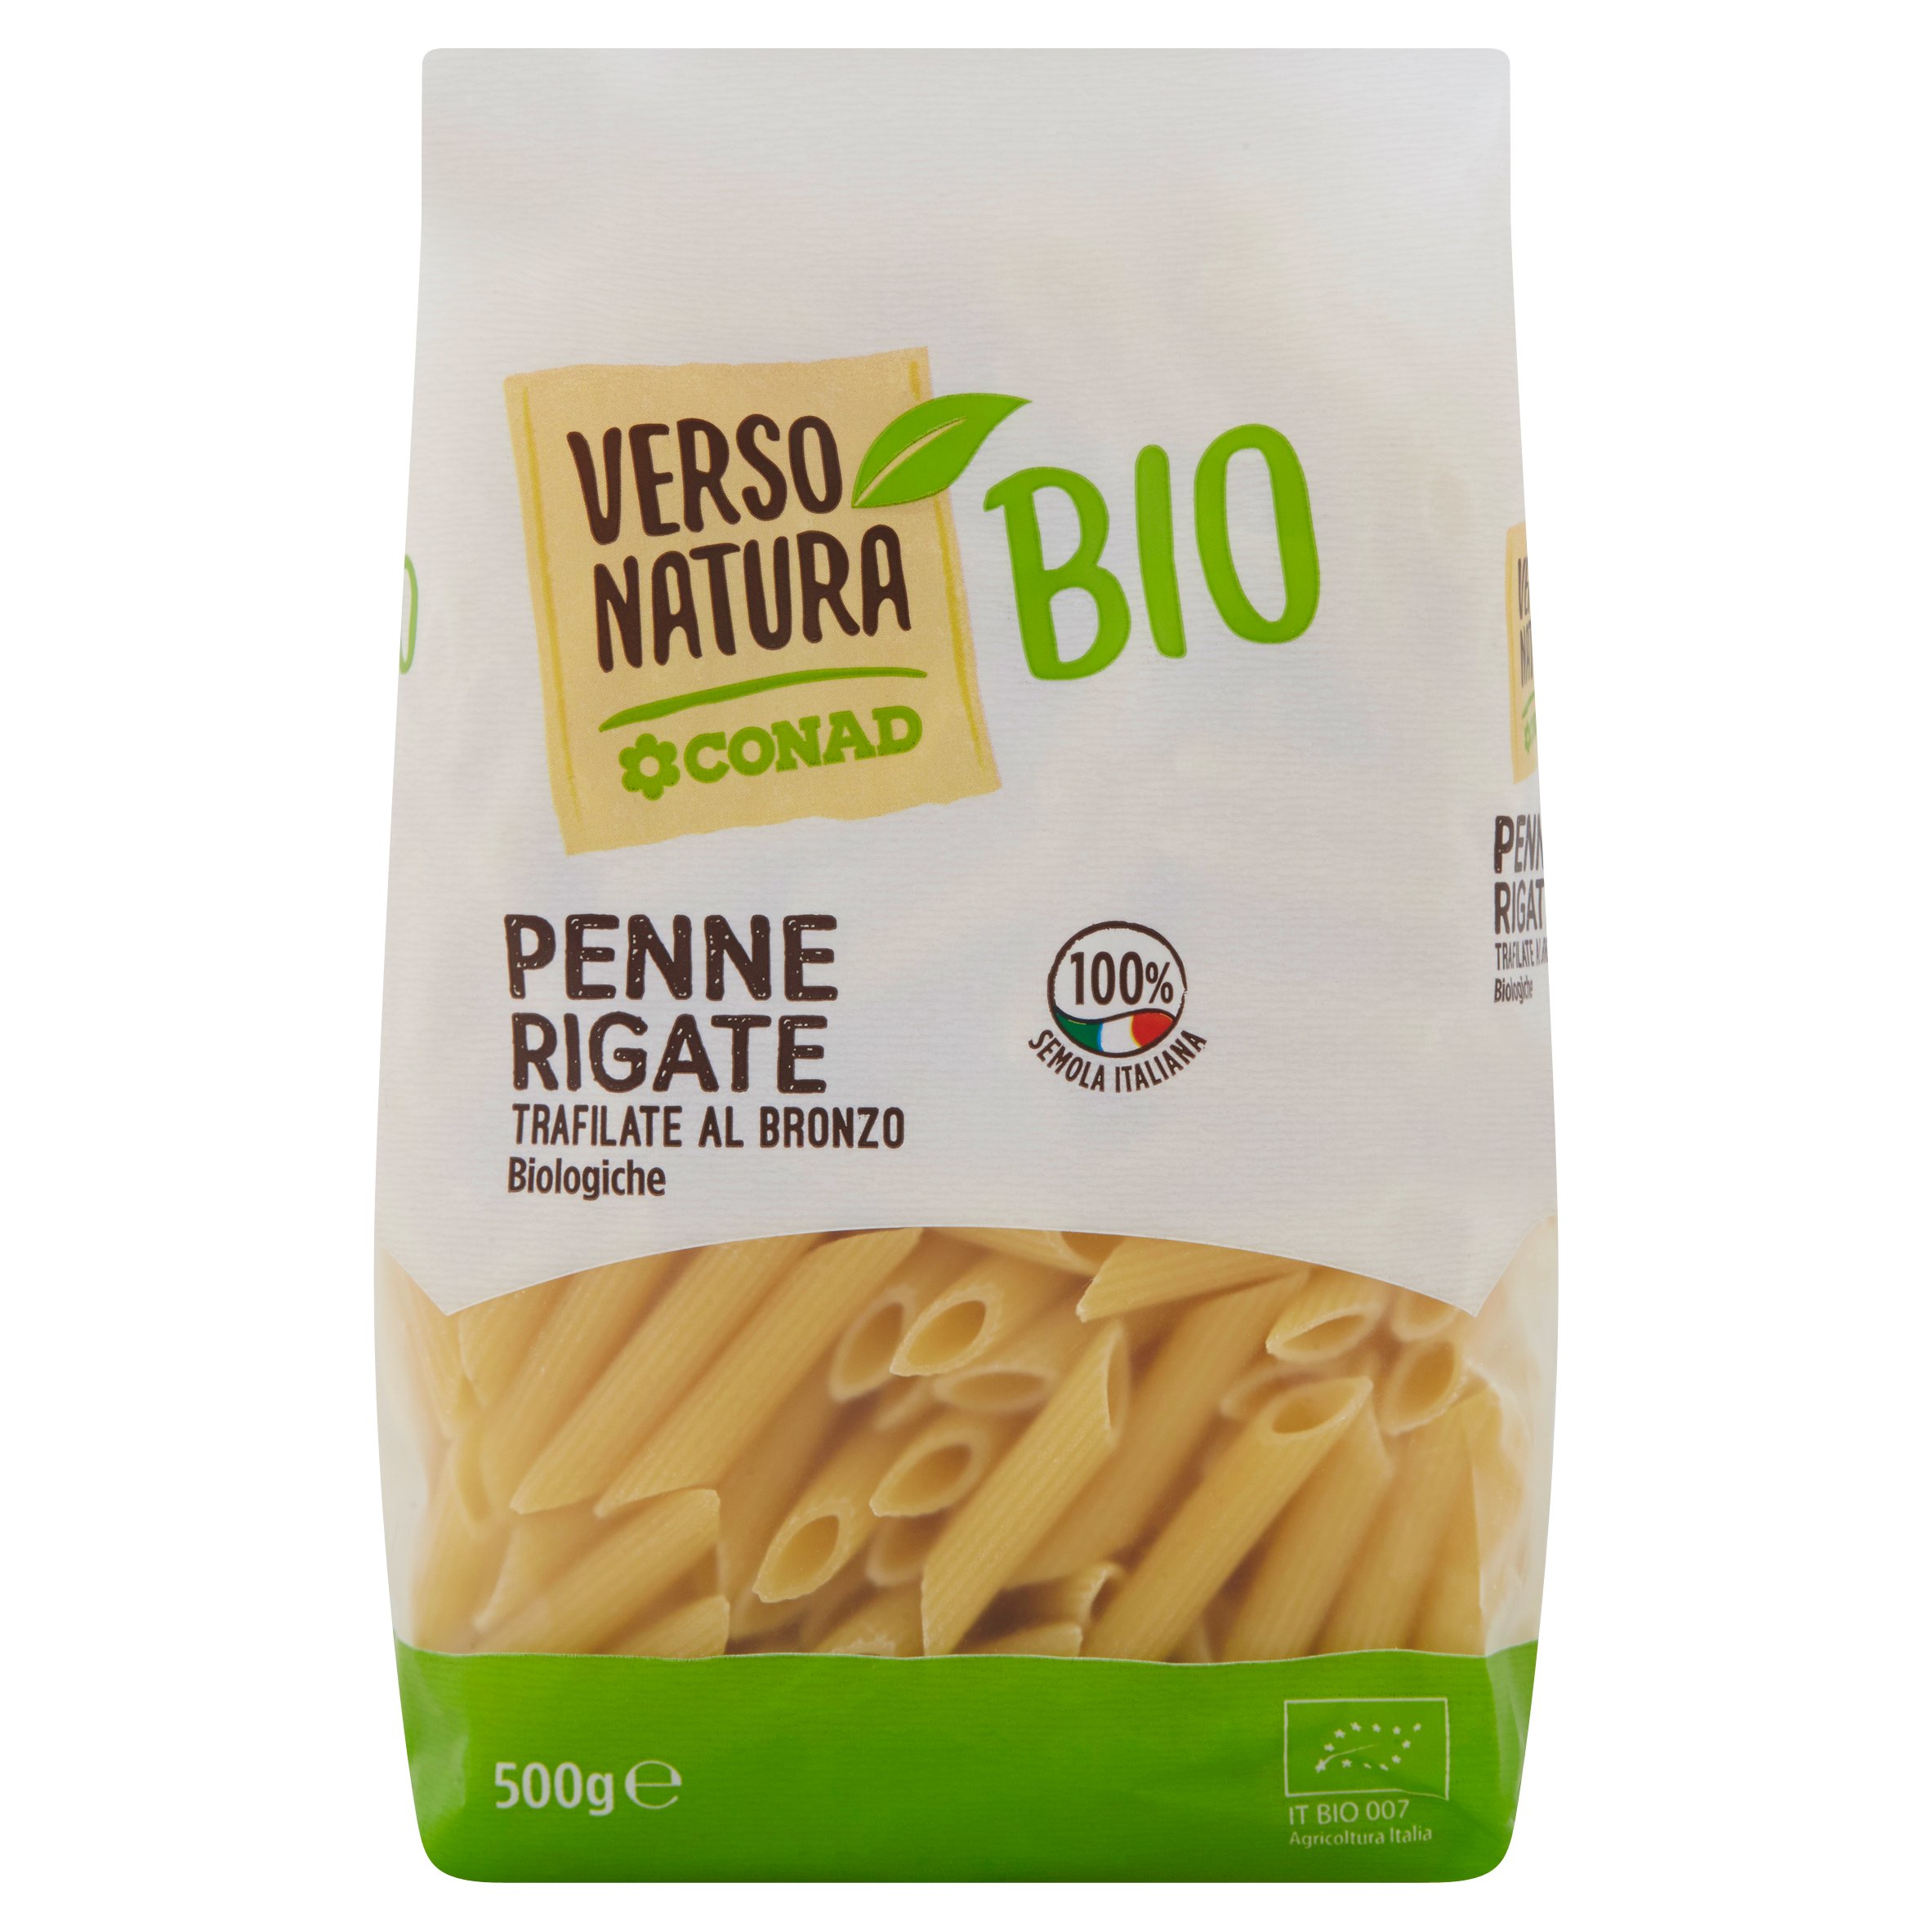 VERSO
NATURA
CONAD
BIO
PENNE
RIGATE
TRAFILATE AL BRONZO
Biologiche
100%
SEMOLA ITALIANA
500g℮
IT BIO 007
Agricoltura Italia
Biologiche